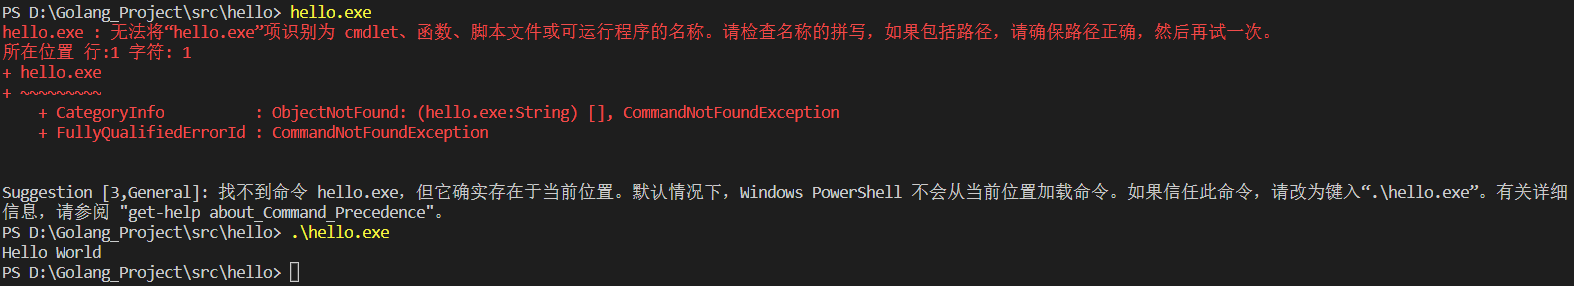 PS D:\Golang_Project\src\hello> hello.exe
hello.exe : 无法将“hello.exe”项识别为 cmdlet、函数、脚本文件或可运行程序的名称。请检查名称的拼写，如果包括路径，请确保路径正确，然后再试一次。
所在位置 行:1 字符: 1
+ hello.exe
+ ~~~~~~~~~
    + CategoryInfo          : ObjectNotFound: (hello.exe:String) [], CommandNotFoundException
    + FullyQualifiedErrorId : CommandNotFoundException
Suggestion [3,General]: 找不到命令 hello.exe，但它确实存在于当前位置。默认情况下，Windows PowerShell 不会从当前位置加载命令。如果信任此命令，请改为键入“.\hello.exe”。有关详细
信息，请参阅 "get-help about_Command_Precedence"。
PS D:\Golang_Project\src\hello> .\hello.exe
Hello World
PS D:\Golang_Project\src\hello>